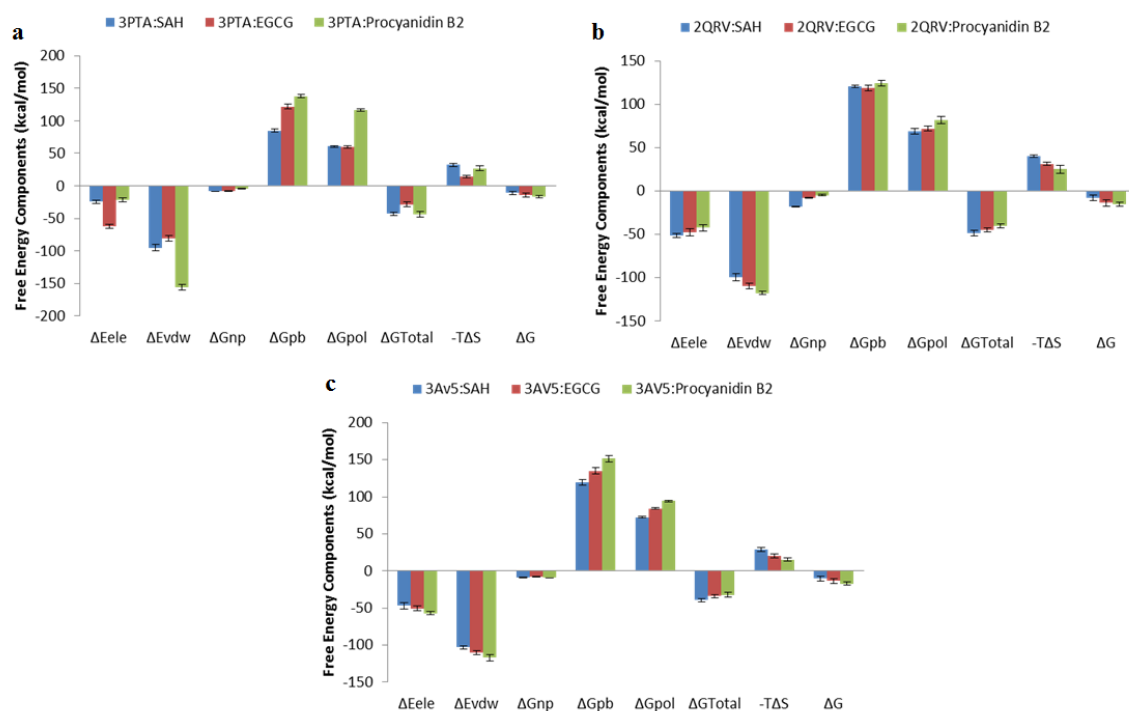 a
3PTA:SAH 3PTA:EGCG 3PTA:Procyanidin B2
Free Energy Components (kcal/mol)
200
150
100
50
0
-50
-100
-150
-200
ΔEele ΔEvdw ΔGnp ΔGpb ΔGpol ΔGTotal -TΔS ΔG
b
2QRV:SAH 2QRV:EGCG 2QRV:Procyanidin B2
Free Energy Components (kcal/mol)
150
100
50
0
-50
-100
-150
ΔEele ΔEvdw ΔGnp ΔGpb ΔGpol ΔGTotal -TΔS ΔG
c
3Av5:SAH 3AV5:EGCG 3AV5:Procyanidin B2
Free Energy Components (kcal/mol)
200
150
100
50
0
-50
-100
-150
ΔEele ΔEvdw ΔGnp ΔGpb ΔGpol ΔGTotal -TΔS ΔG